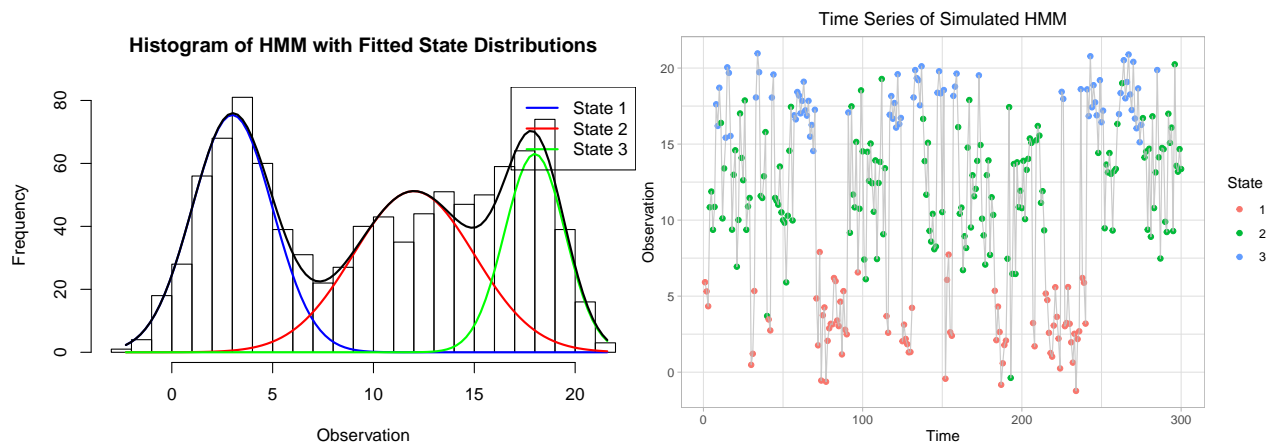 Histogram of HMM with Fitted State Distributions
Frequency
80
60
40
20
0
State 1
State 2
State 3
0 5 10 15 20
Observation
Time Series of Simulated HMM
Observation
20
15
10
5
0
0 100 200 300
Time
State
1
2
3